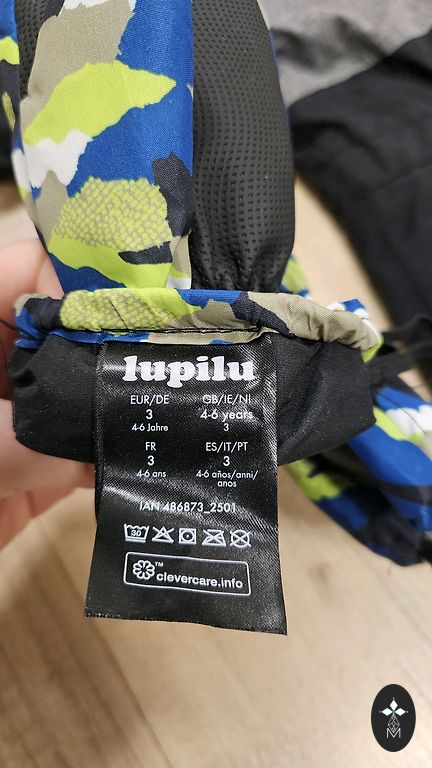 lupilu
EUR/DE GB/IE/NI
3 4-6 years
4-6 Jahre 3
FR ES/IT/PT
3 3
4-6 ans 4-6 años/anni/
anos
IAN 486873_2501
30
™
clevercare.info
M